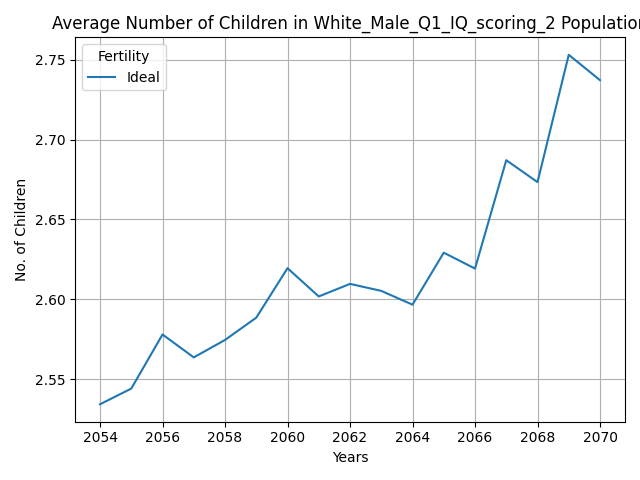 Average Number of Children in White_Male_Q1_IQ_scoring_2 Population
Fertility
Ideal
2.75
2.70
2.65
2.60
2.55
No. of Children
2054 2056 2058 2060 2062 2064 2066 2068 2070
Years